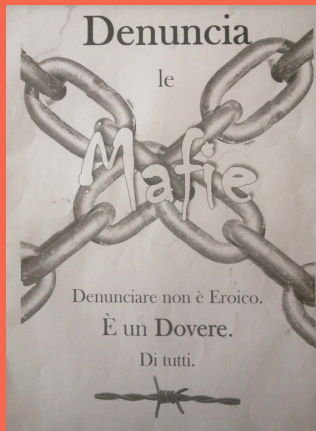 Denuncia
le
Mafie
Denunciare non è Eroico.
È un Dovere.
Di tutti.